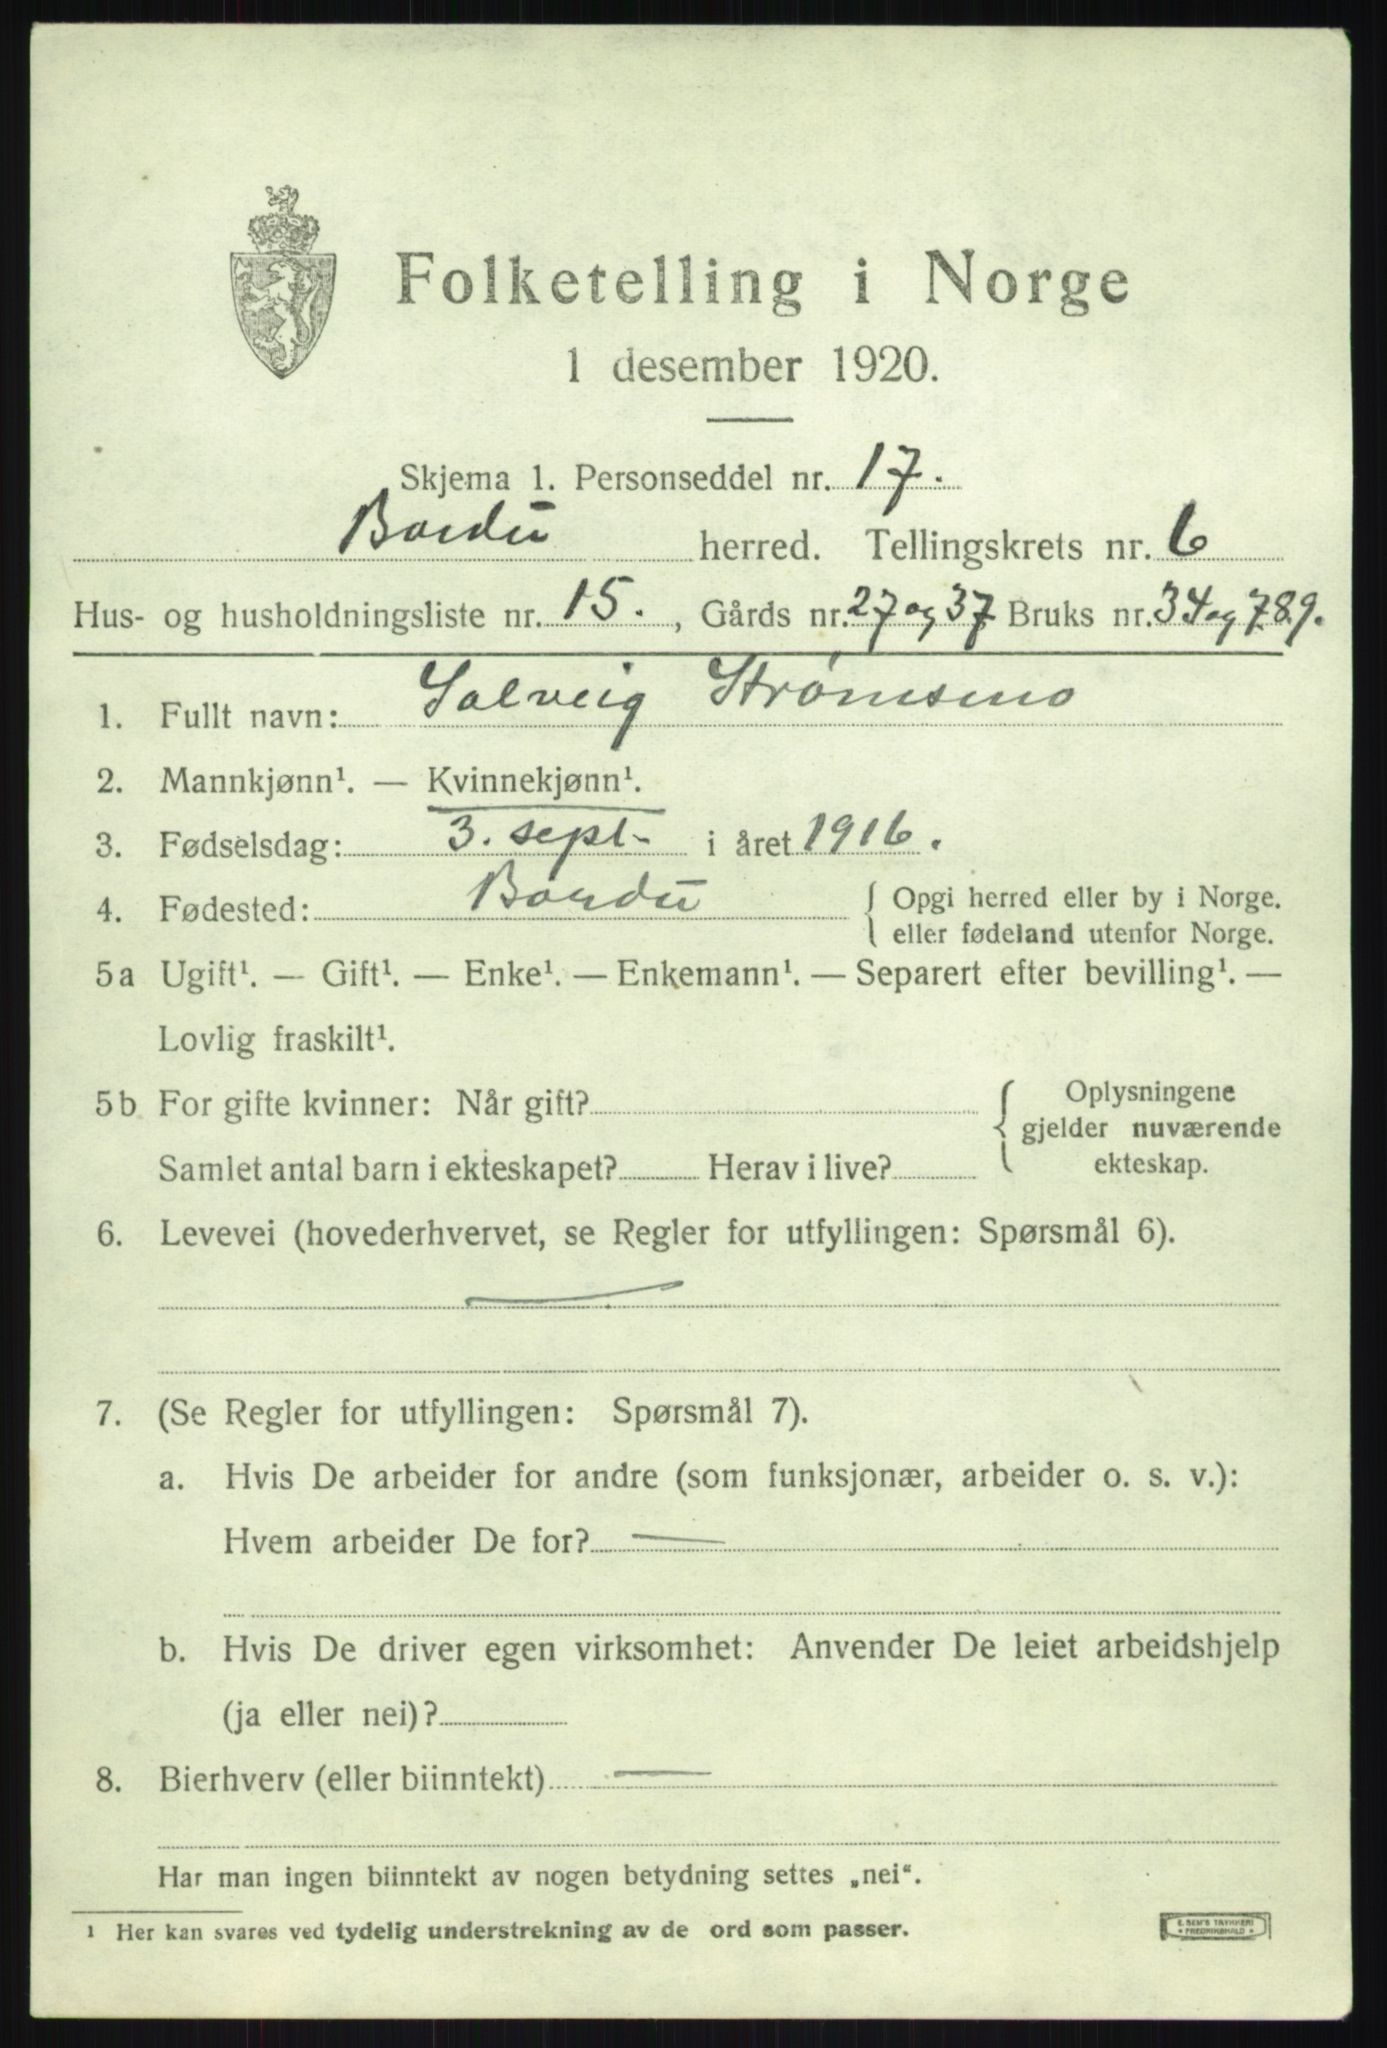 Folketelling i Norge
1 desember 1920.
Skjema 1. Personseddel nr. 17.
Bardu herred. Tellingskrets nr. 6
Hus- og husholdningsliste nr. 15. , Gårds nr. 27 og 37 Bruks nr. 34 og 789.
1. Fullt navn: Solveig Strømsmo
2. Mannkjønn¹. — Kvinnekjønn¹.
3. Fødselsdag: 3. sept. i året 1916.
4. Fødested: Bardu { Opgi herred eller by i Norge.
eller fødeland utenfor Norge.
5a Ugift¹. — Gift¹. — Enke¹. — Enkemann¹. — Separert efter bevilling¹. —
Lovlig fraskilt¹.
5b For gifte kvinner: Når gift? { Oplysningene
gjelder nuværende
Samlet antal barn i ekteskapet? Herav i live? ekteskap.
6. Levevei (hovederhvervet, se Regler for utfyllingen: Spørsmål 6).
—
7. (Se Regler for utfyllingen: Spørsmål 7).
a. Hvis De arbeider for andre (som funksjonær, arbeider o. s. v.):
Hvem arbeider De for? —
b. Hvis De driver egen virksomhet: Anvender De leiet arbeidshjelp
(ja eller nei)?
8. Bierhverv (eller biinntekt) —
Har man ingen biinntekt av nogen betydning settes „nei“.
¹ Her kan svares ved tydelig understrekning av de ord som passer.
E. SEM'S TRYKKERI
• FREDRIKSHALD •